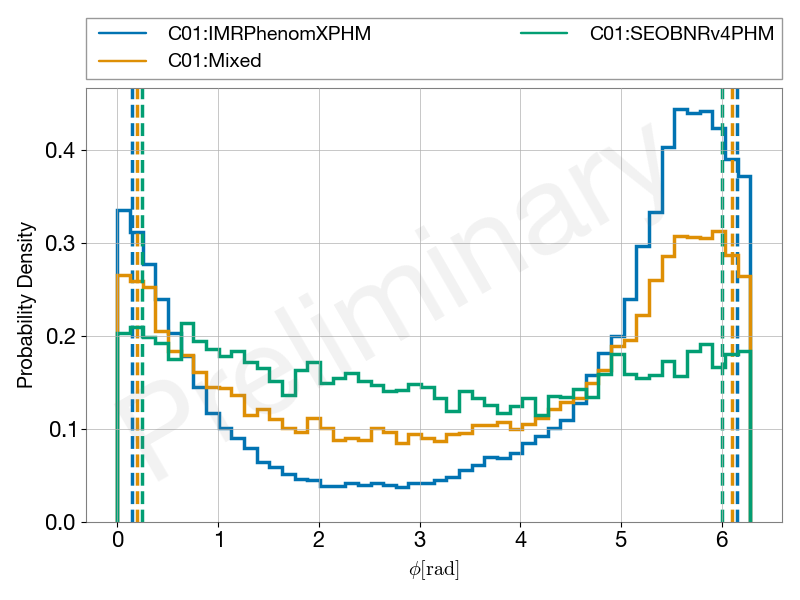 C01:IMRPhenomXPHM
C01:Mixed
C01:SEOBNRv4PHM
Preliminary
Probability Density
0.4
0.3
0.2
0.1
0.0
0 1 2 3 4 5 6
ϕ[rad]